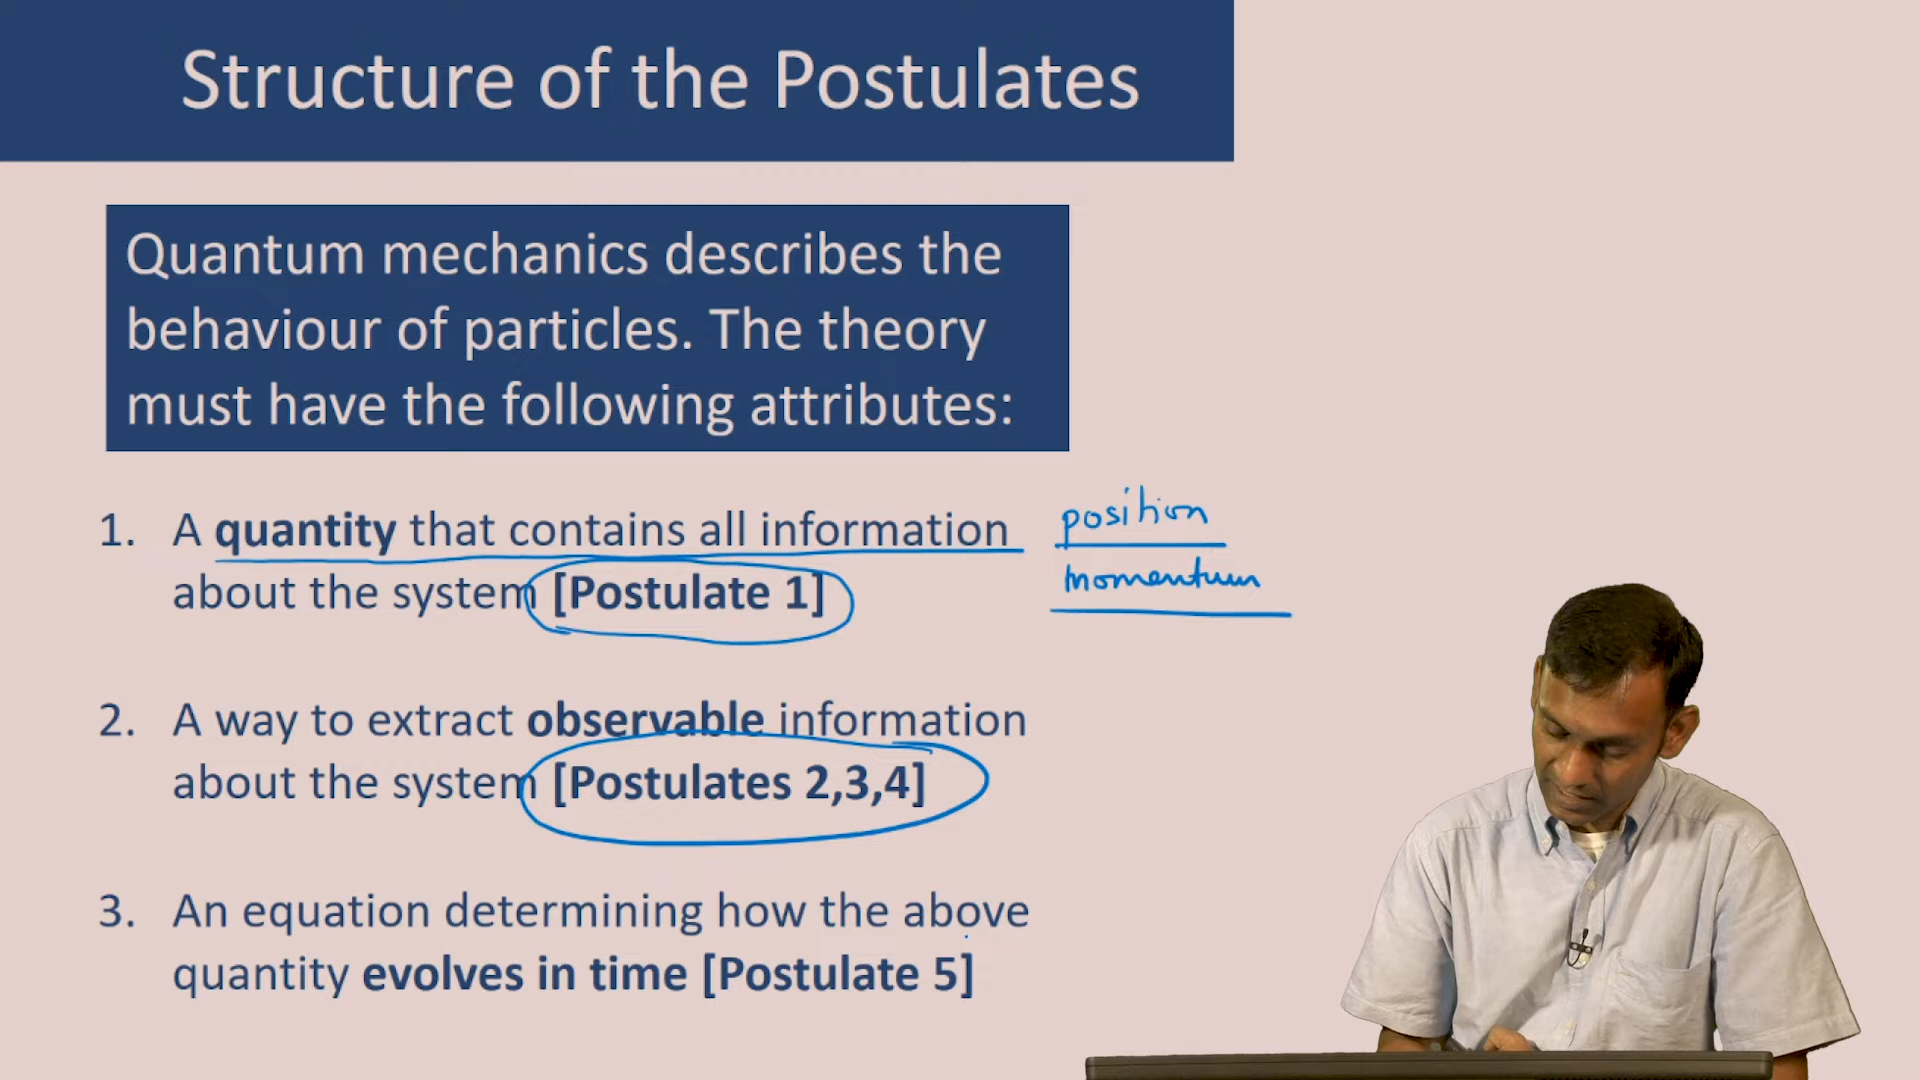 Structure of the Postulates
Quantum mechanics describes the
behaviour of particles. The theory
must have the following attributes:
1. A quantity that contains all information
about the system [Postulate 1]
position
momentum
2. A way to extract observable information
about the system [Postulates 2,3,4]
3. An equation determining how the above
quantity evolves in time [Postulate 5]